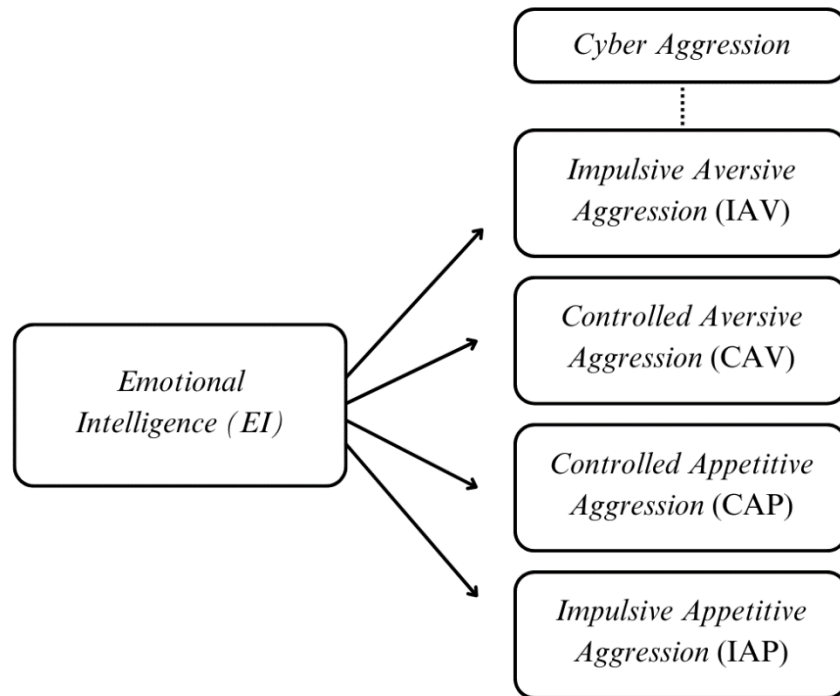 Cyber Aggression
Impulsive Aversive
Aggression (IAV)
Controlled Aversive
Aggression (CAV)
Emotional
Intelligence (EI)
Controlled Appetitive
Aggression (CAP)
Impulsive Appetitive
Aggression (IAP)